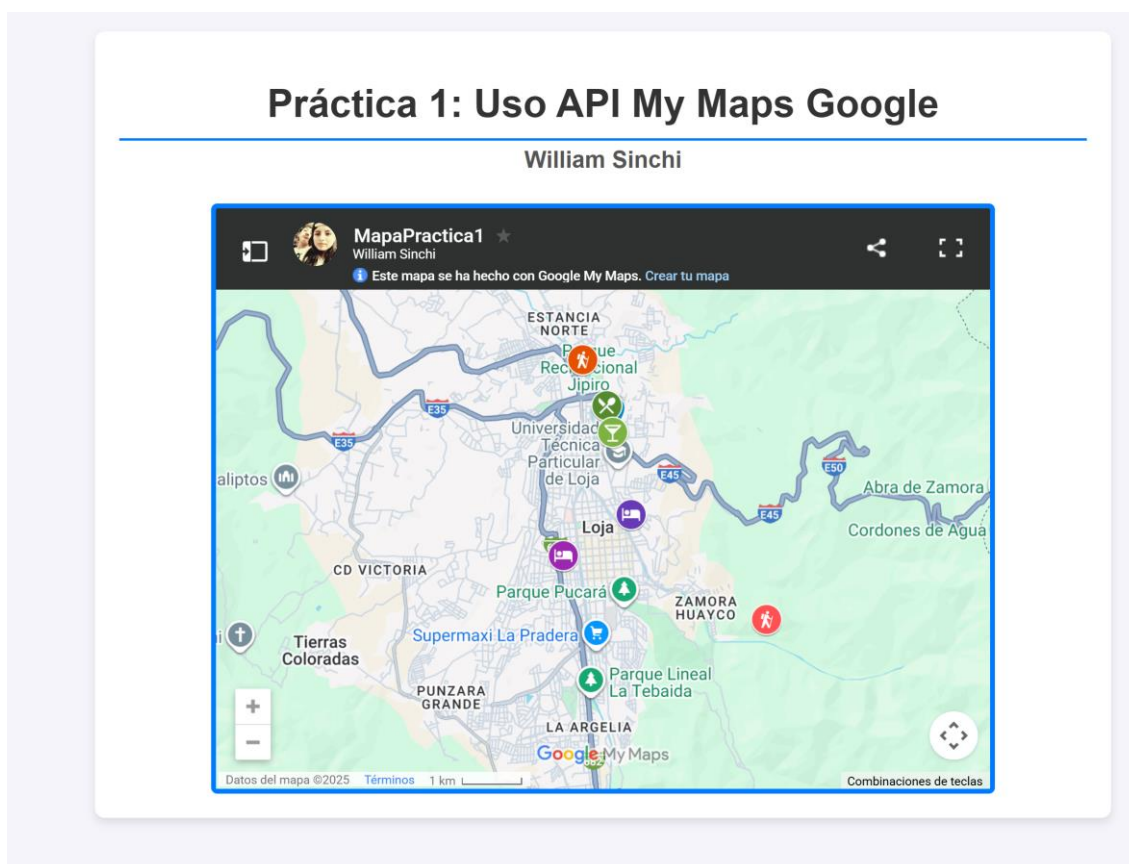 Práctica 1: Uso API My Maps Google
William Sinchi
MapaPractica1
William Sinchi
Este mapa se ha hecho con Google My Maps. Crear tu mapa
ESTANCIA
NORTE
Recreacional
Jipiro
E35
E35
Universidad
Técnica
Particular
de Loja
E45
E50
aliptos
Abra de Zamora
E45
Cordones de Agua
Loja
CD VICTORIA
Parque Pucará
ZAMORA
HUAYCO
Supermaxi La Pradera
Tierras
Coloradas
Parque Lineal
La Tebaida
PUNZARA
GRANDE
LA ARGELIA
Google My Maps
Datos del mapa ©2025 Términos 1 km
Combinaciones de teclas